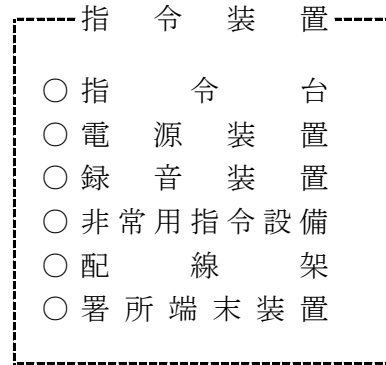 指令装置
○指令台
○電源装置
○録音装置
○非常用指令設備
○配線架
○署所端末装置